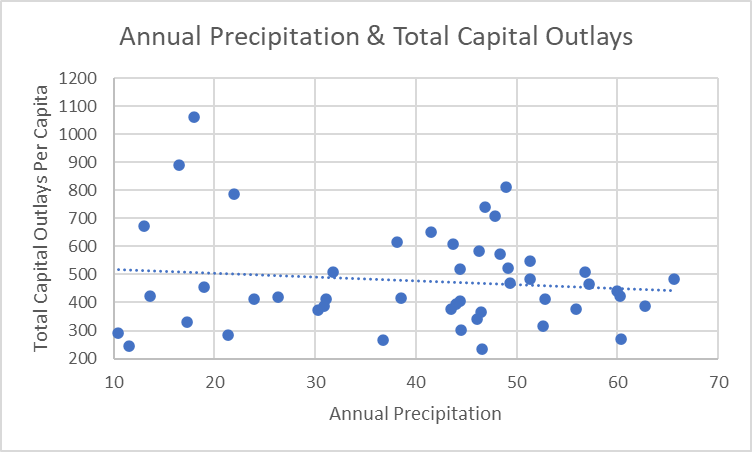 Annual Precipitation & Total Capital Outlays
Total Capital Outlays Per Capita
1200
1100
1000
900
800
700
600
500
400
300
200
10 20 30 40 50 60 70
Annual Precipitation